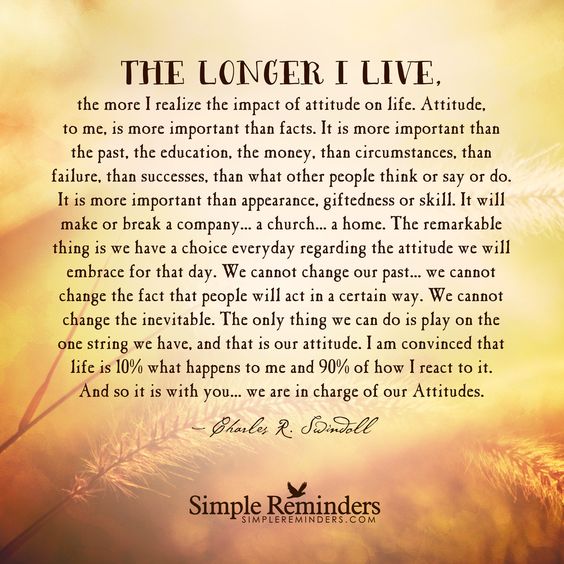 THE LONGER I LIVE,
the more I realize the impact of attitude on life. Attitude,
to me, is more important than facts. It is more important than
the past, the education, the money, than circumstances, than
failure, than successes, than what other people think or say or do.
It is more important than appearance, giftedness or skill. It will
make or break a company... a church... a home. The remarkable
thing is we have a choice everyday regarding the attitude we will
embrace for that day. We cannot change our past... we cannot
change the fact that people will act in a certain way. We cannot
change the inevitable. The only thing we can do is play on the
one string we have, and that is our attitude. I am convinced that
life is 10% what happens to me and 90% of how I react to it.
And so it is with you... we are in charge of our Attitudes.
— Charles R. Swindoll
Simple Reminders
SIMPLEREMINDERS.COM